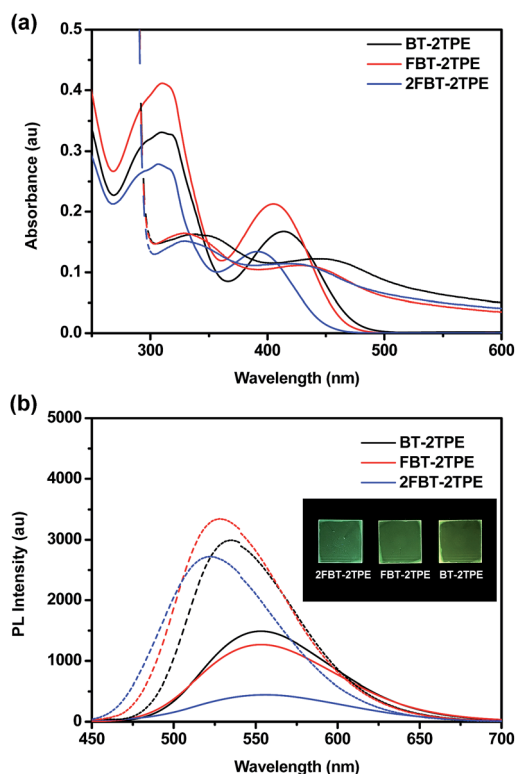 (a)
0.5
0.4
0.3
0.2
0.1
0.0
Absorbance (au)
BT-2TPE
FBT-2TPE
2FBT-2TPE
300 400 500 600
Wavelength (nm)
(b)
5000
4000
3000
2000
1500
1000
0
PL Intensity (au)
BT-2TPE
FBT-2TPE
2FBT-2TPE
2FBT-2TPE FBT-2TPE BT-2TPE
450 500 550 600 650 700
Wavelength (nm)